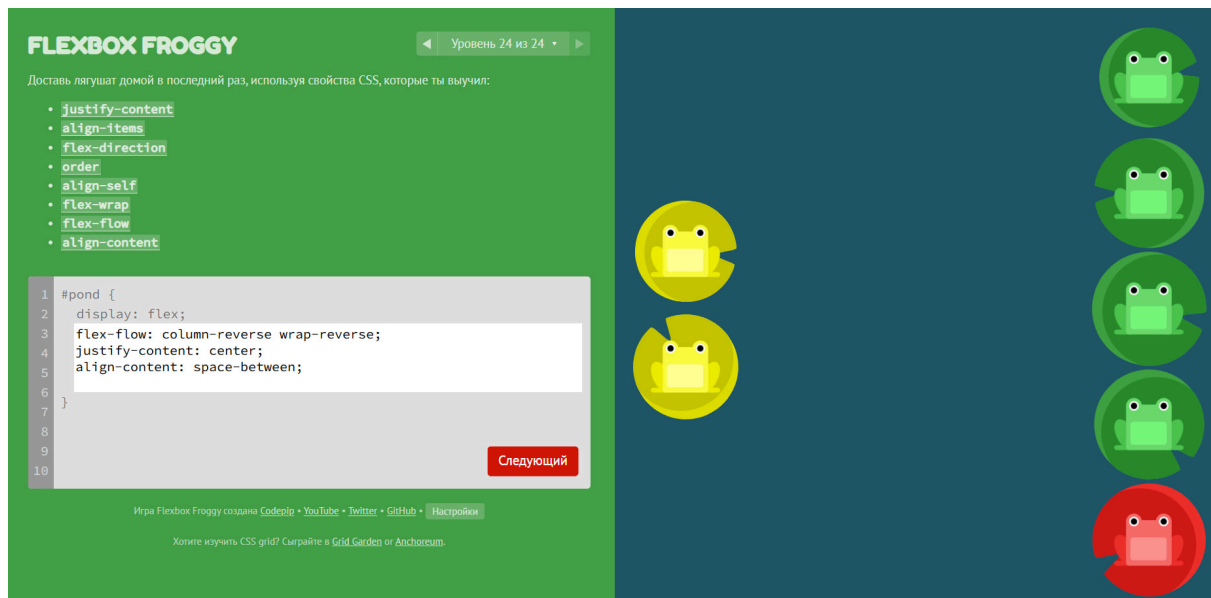 FLEXBOX FROGGY
◀ Уровень 24 из 24 ▾ ▶
Доставь лягушат домой в последний раз, используя свойства CSS, которые ты выучил:
• justify-content
• align-items
• flex-direction
• order
• align-self
• flex-wrap
• flex-flow
• align-content
1 #pond {
2 display: flex;
3 flex-flow: column-reverse wrap-reverse;
4 justify-content: center;
5 align-content: space-between;
6
7 }
8
9
10
Следующий
Игра Flexbox Froggy создана Codepip • YouTube • Twitter • GitHub • Настройки
Хотите изучить CSS grid? Сыграйте в Grid Garden or Anchoreum.